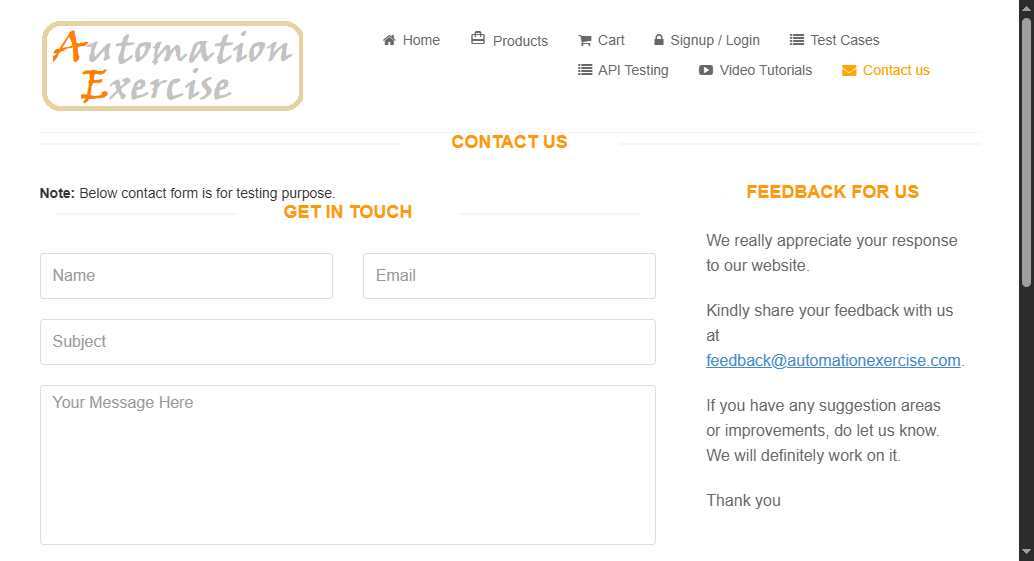 Automation
Exercise
Home
Products
Cart
Signup / Login
Test Cases
API Testing
Video Tutorials
Contact us
CONTACT US
Note: Below contact form is for testing purpose.
GET IN TOUCH
Name
Email
Subject
Your Message Here
FEEDBACK FOR US
We really appreciate your response
to our website.
Kindly share your feedback with us
at
feedback@automationexercise.com.
If you have any suggestion areas
or improvements, do let us know.
We will definitely work on it.
Thank you